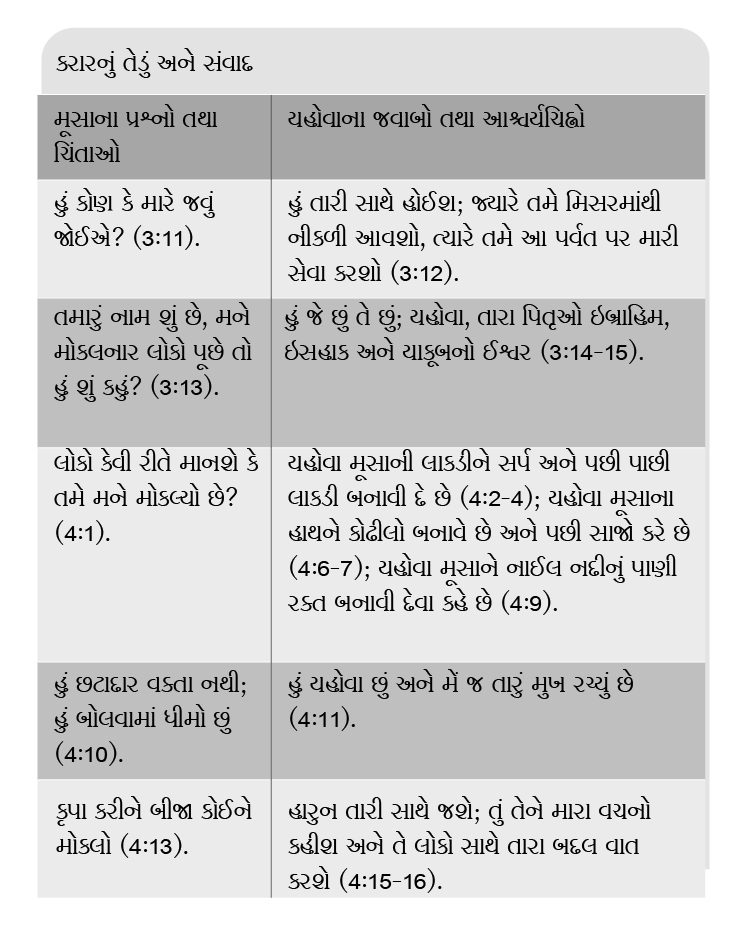 કરારનું તેડું અને સંવાદ
મૂસાના પ્રશ્નો તથા
ચિંતાઓ
યહોવાના જવાબો તથા આશ્ચર્યચિહ્નો
હું કોણ કે મારે જવું
જોઈએ? (3:11).
હું તારી સાથે હોઈશ; જ્યારે તમે મિસરમાંથી
નીકળી આવશો, ત્યારે તમે આ પર્વત પર મારી
સેવા કરશો (3:12).
તમારું નામ શું છે, મને
મોકલનાર લોકો પૂછે તો
હું શું કહું? (3:13).
હું જે છું તે છું; યહોવા, તારા પિતૃઓ ઇબ્રાહિમ,
ઇસહાક અને યાકૂબનો ઈશ્વર (3:14-15).
લોકો કેવી રીતે માનશે કે
તમે મને મોકલ્યો છે?
(4:1).
યહોવા મૂસાની લાકડીને સર્પ અને પછી પાછી
લાકડી બનાવી દે છે (4:2-4); યહોવા મૂસાના
હાથને કોઢીલો બનાવે છે અને પછી સાજો કરે છે
(4:6-7); યહોવા મૂસાને નાઈલ નદીનું પાણી
રક્ત બનાવી દેવા કહે છે (4:9).
હું છટાદાર વક્તા નથી;
હું બોલવામાં ધીમો છું
(4:10).
હું યહોવા છું અને મેં જ તારું મુખ રચ્યું છે
(4:11).
કૃપા કરીને બીજા કોઈને
મોકલો (4:13).
હારુન તારી સાથે જશે; તું તેને મારા વચનો
કહીશ અને તે લોકો સાથે તારા બદલ વાત
કરશે (4:15-16).